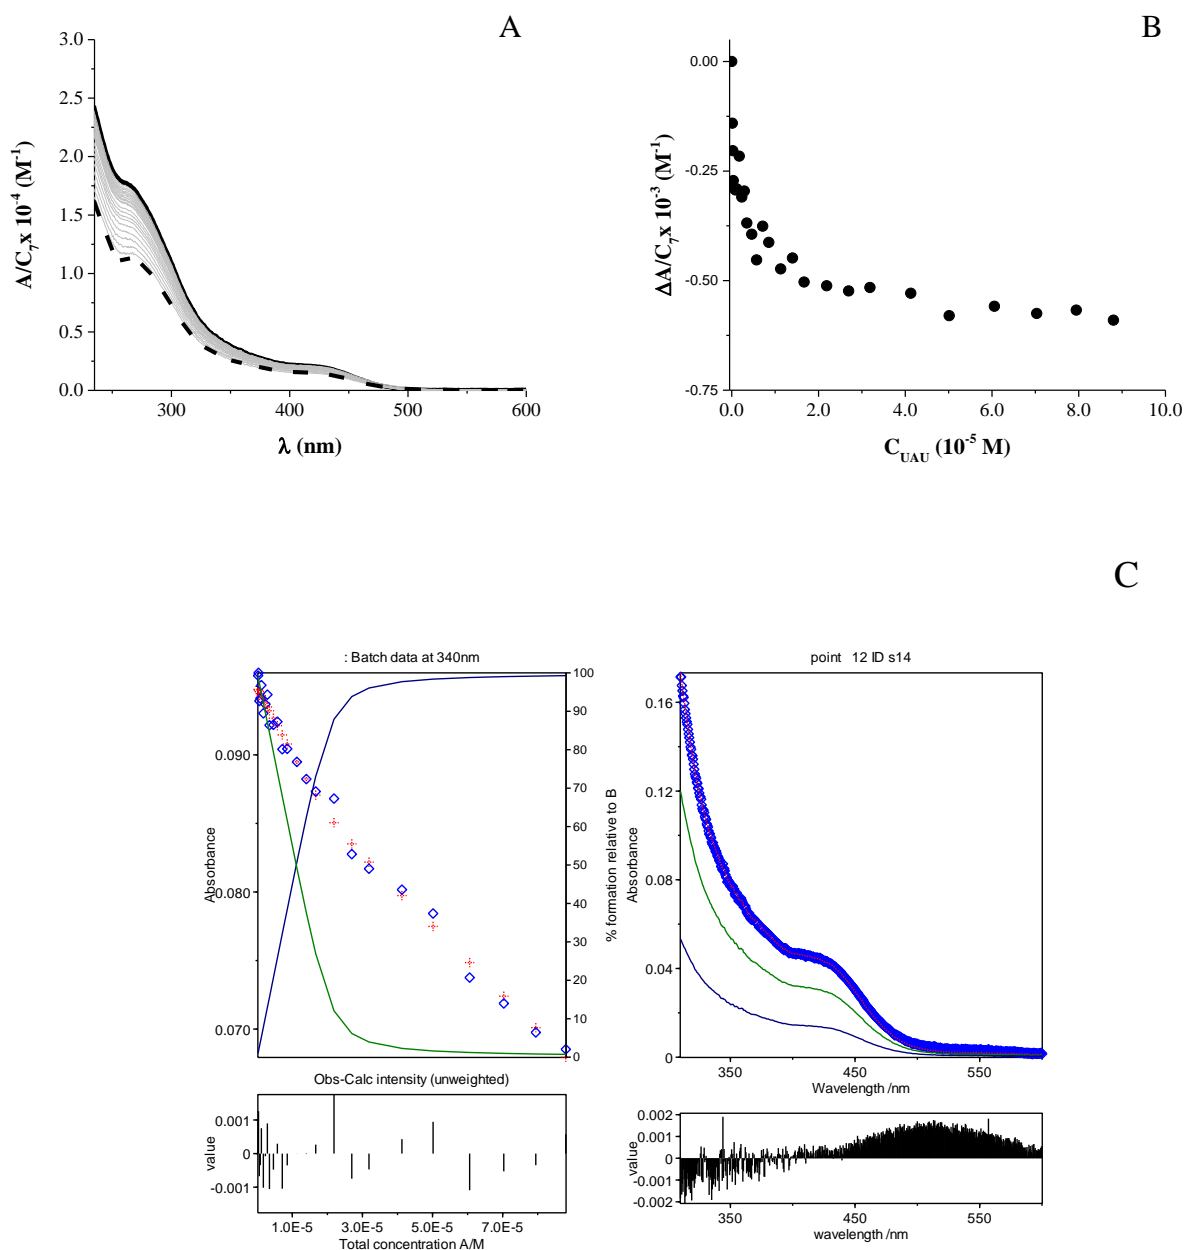 A
3.0
2.5
2.0
1.5
1.0
0.5
0.0
A/C7x 10-4 (M-1)
300
400
500
600
λ (nm)
B
0.00
-0.25
-0.50
-0.75
ΔA/C7x 10-3 (M-1)
0.0
2.0
4.0
6.0
8.0
10.0
CUAU (10-5 M)
C
: Batch data at 340nm
0.090
0.080
0.070
Absorbance
100
90
80
70
60
50
40
30
20
10
0
% formation relative to B
Obs-Calc intensity (unweighted)
0.001
0
-0.001
value
1.0E-5
3.0E-5
5.0E-5
7.0E-5
Total concentration A/M
point 12 ID s14
0.16
0.12
0.08
0.04
0
Absorbance
350
450
550
Wavelength /nm
0.002
0.001
0
-0.001
-0.002
value
350
450
550
wavelength /nm